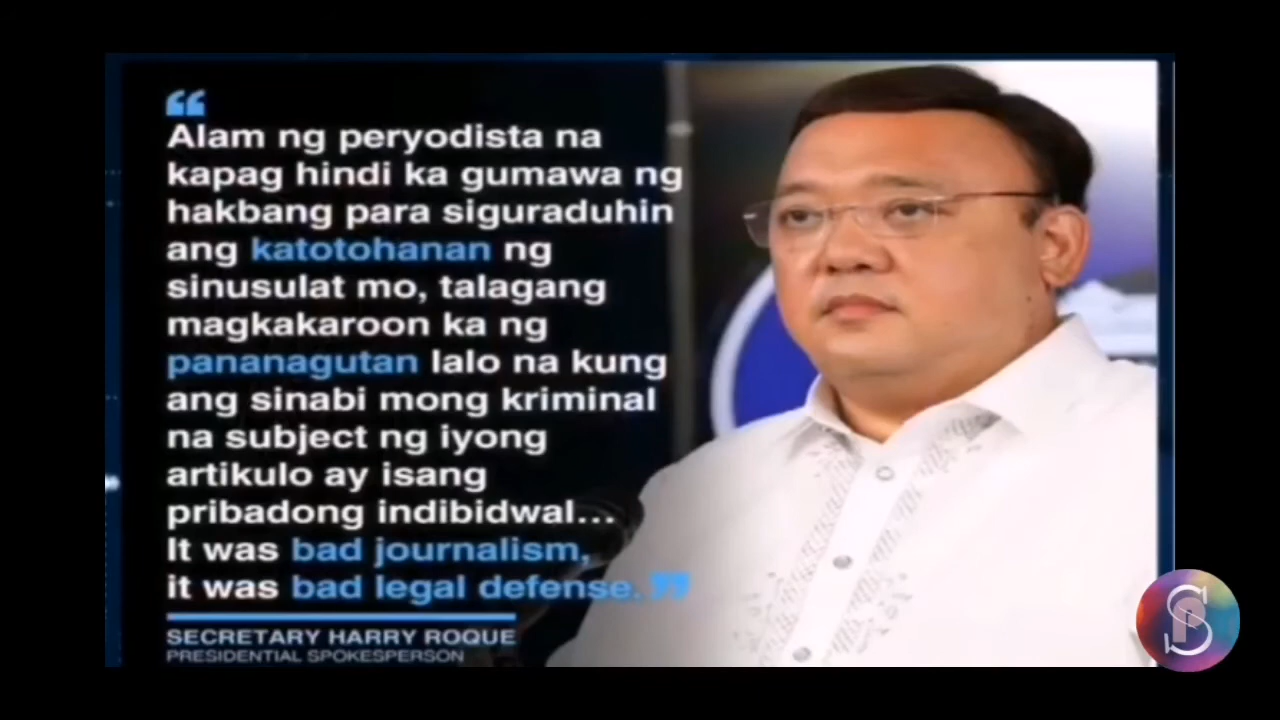 “
Alam ng peryodista na
kapag hindi ka gumawa ng
hakbang para siguraduhin
ang katotohanan ng
sinusulat mo, talagang
magkakaroon ka ng
pananagutan lalo na kung
ang sinabi mong kriminal
na subject ng iyong
artikulo ay isang
pribadong indibidwal...
It was bad journalism,
it was bad legal defense.”
SECRETARY HARRY ROQUE
PRESIDENTIAL SPOKESPERSON